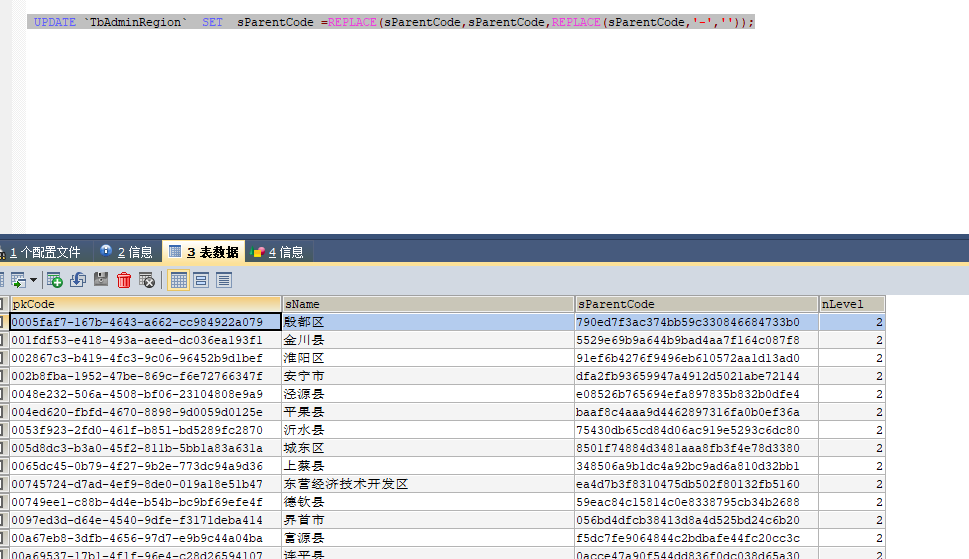 UPDATE `TbAdminRegion` SET sParentCode =REPLACE(sParentCode,sParentCode,REPLACE(sParentCode,'-',''));
1 个配置文件 2 信息 3 表数据 4 信息
pkCode sName sParentCode nLevel
0005faf7-167b-4643-a662-cc984922a079 殷都区 790ed7f3ac374bb59c330846684733b0 2
001fdf53-e418-493a-aeed-dc036ea193f1 金川县 5529e69b9a644b9bad4aa7f164c087f8 2
002867c3-b419-4fc3-9c06-96452b9d1bef 淮阳区 91ef6b4276f9496eb610572aa1d13ad0 2
002b8fba-1952-47be-869c-f6e72766347f 安宁市 dfa2fb93659947a4912d5021abe72144 2
0048e232-506a-4508-bf06-23104808e9a9 泾源县 e08526b765694efa897835b832b0dfe4 2
004ed620-fbfd-4670-8898-9d0059d0125e 平果县 baaf8c4aaa9d4462897316fa0b0ef36a 2
0053f923-2fd0-461f-b851-bd5289fc2870 沂水县 75430db65cd84d06ac919e5293c6dc80 2
005d8dc3-b3a0-45f2-811b-5bb1a83a631a 城东区 8501f74884d3481aaa8fb3f4e78d3380 2
0065dc45-0b79-4f27-9b2e-773dc94a9d36 上蔡县 348506a9b1dc4a92bc9ad6a810d32bb1 2
00745724-d7ad-4ef9-8de0-019a18e51b47 东营经济技术开发区 ea4d7b3f8310475db502f80132fb5160 2
00749ee1-c88b-4d4e-b54b-bc9bf69efe4f 德钦县 59eac84c15814c0e8338795cb34b2688 2
0097ed3d-d64e-4540-9dfe-f3171deba414 界首市 056bd4dfcb38413d8a4d525bd24c6b20 2
00a67eb8-3dfb-4656-97d7-e9b9c44a04ba 富源县 f5dc7fe9064844c2bdbafe44fc20cc3c 2
00a69537-17b1-4f1f-96e4-c28d26594107 连平县 0acce47a90f544dd836f0dc038d65a30 2